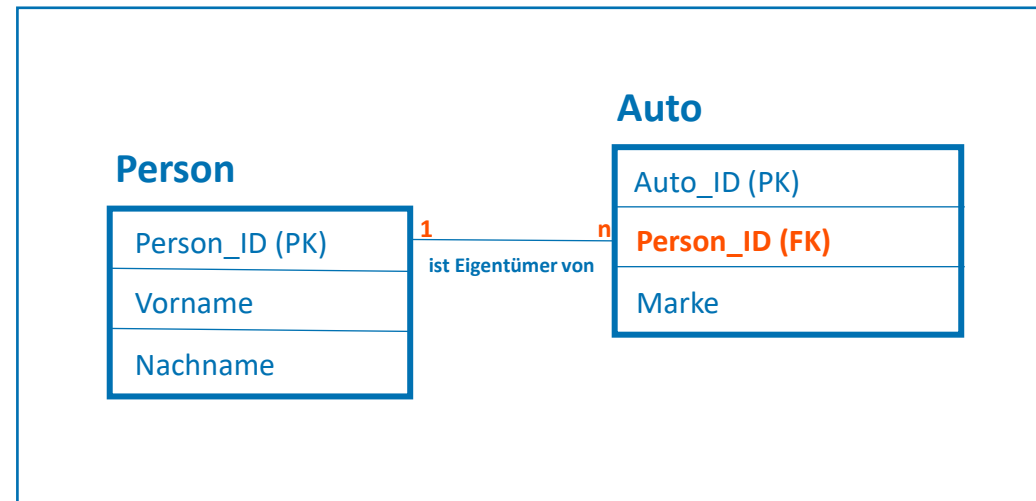 Person
Person_ID (PK)
Vorname
Nachname
1
n
ist Eigentümer von
Auto
Auto_ID (PK)
Person_ID (FK)
Marke